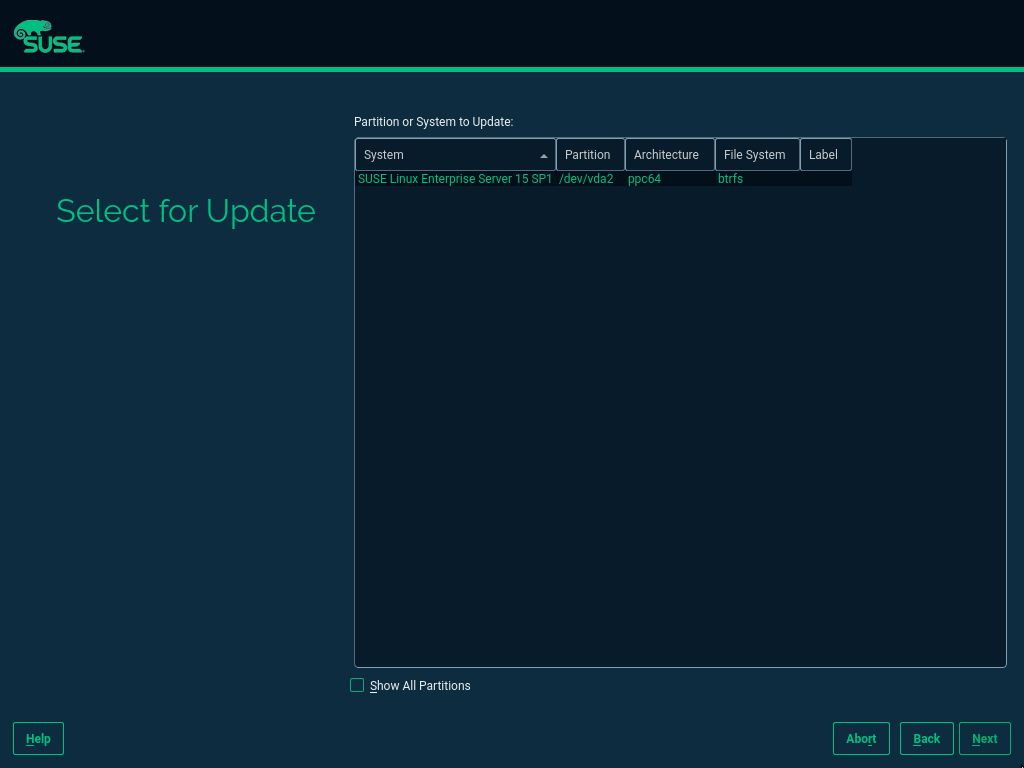 SUSE
Partition or System to Update:
System Partition Architecture File System Label
SUSE Linux Enterprise Server 15 SP1 /dev/vda2 ppc64 btrfs
Select for Update
Show All Partitions
Help Abort Back Next